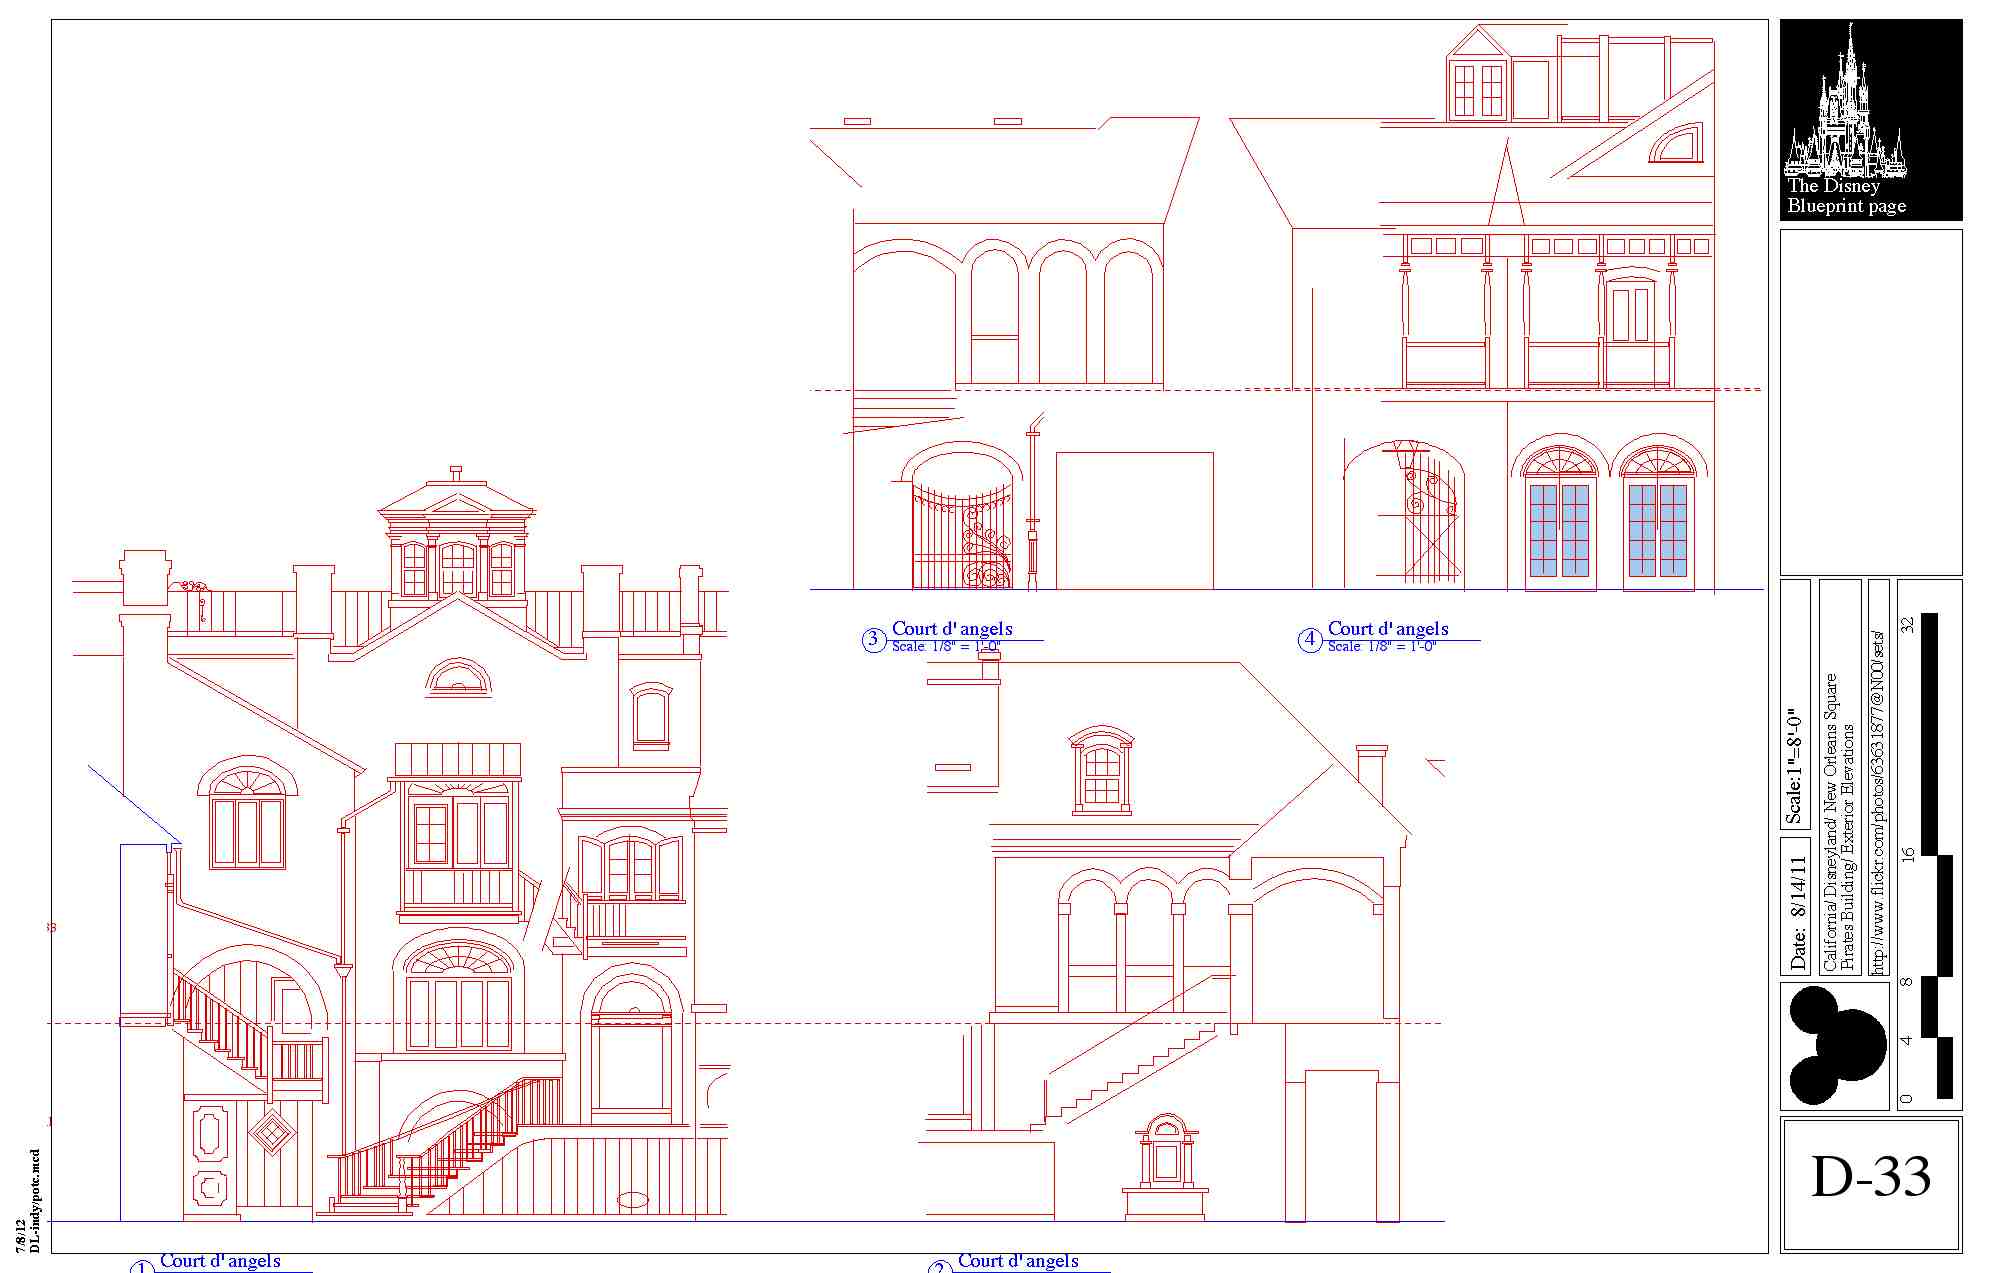 The Disney
Blueprint page
3
Court d'angels
Scale: 1/8" = 1'-0"
4
Court d'angels
Scale: 1/8" = 1'-0"
1
Court d'angels
2
Court d'angels
Scale:1"=8'-0"
Date: 8/14/11
California/ Disneyland/ New Orleans Square
Pirates Building/ Exterior Elevations
http://www.flickr.com/photos/63631877@N00/sets/
32
16
8
4
0
D-33
7/8/12
DL-indy/potc.mcd